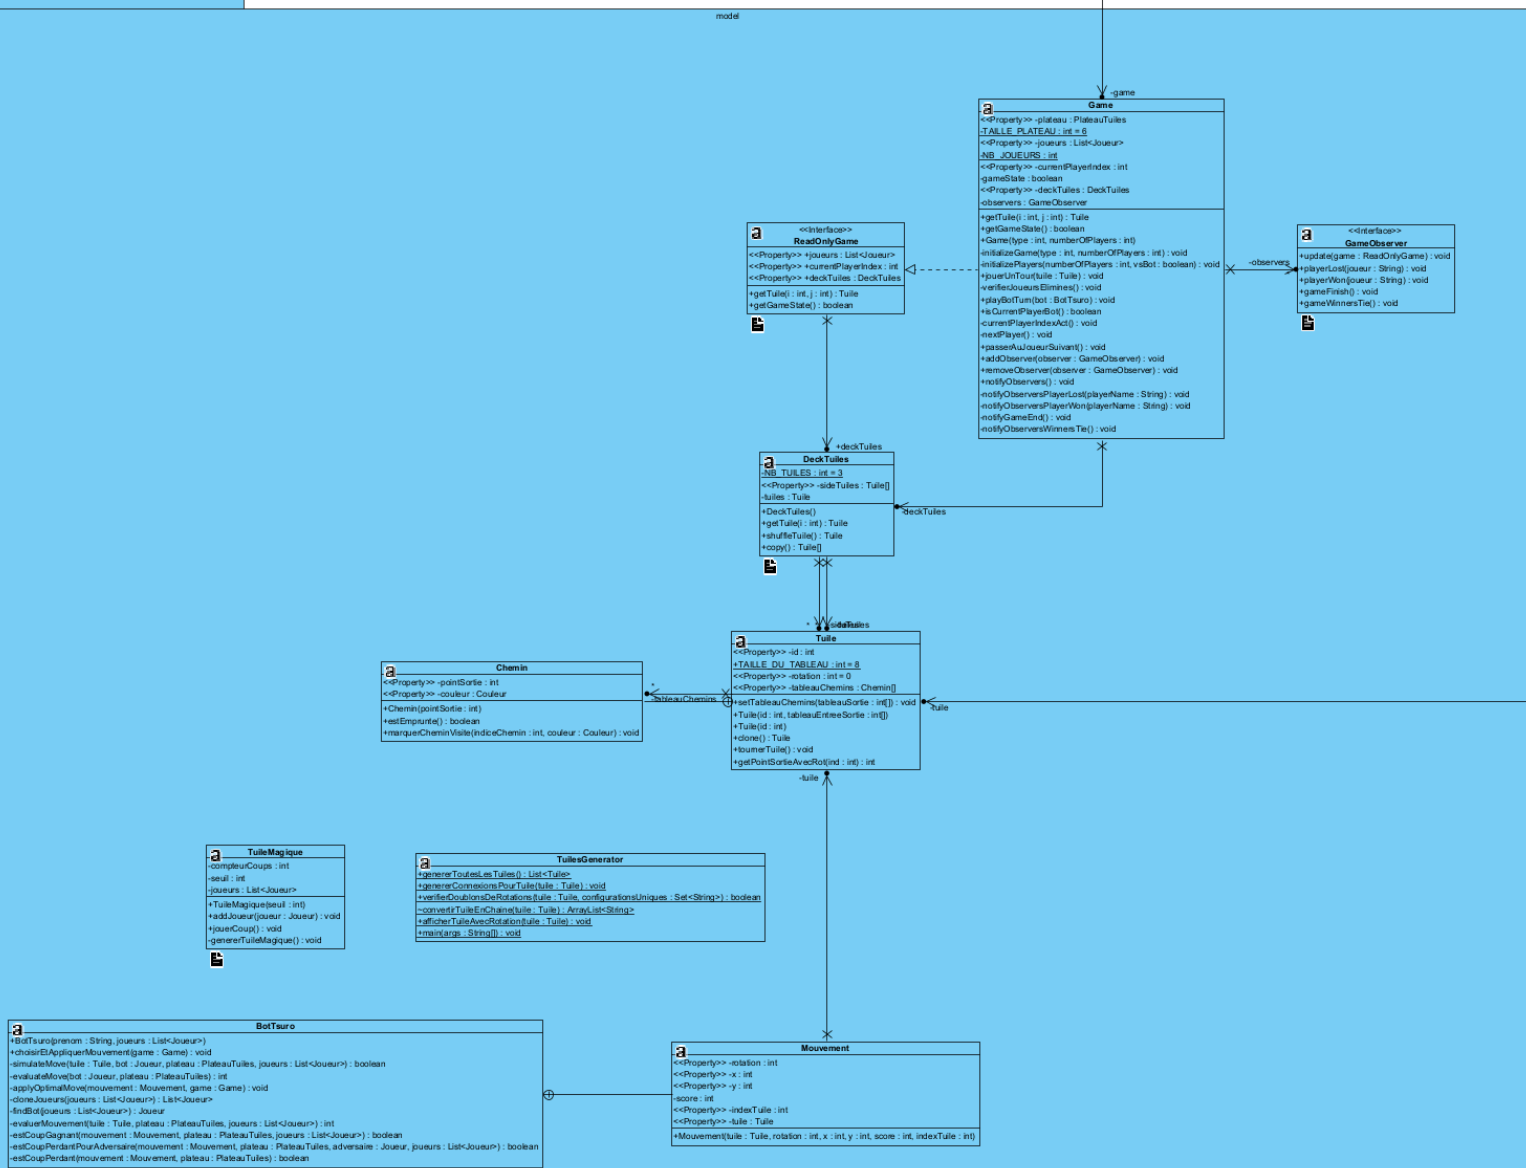 model
-game
Game
<<Property>> -plateau : PlateauTuiles
-TAILLE_PLATEAU : int = 6
<<Property>> -joueurs : List<Joueur>
-NB_JOUEURS : int
<<Property>> -currentPlayerIndex : int
-gameState : boolean
<<Property>> -deckTuiles : DeckTuiles
-observers : GameObserver
+getTuile(i : int, j : int) : Tuile
+getGameState() : boolean
+Game(type : int, numberOfPlayers : int)
-initializeGame(type : int, numberOfPlayers : int) : void
-initializePlayers(numberOfPlayers : int, vsBot : boolean) : void
+jouerUnTour(tuile : Tuile) : void
-verifierJoueursElimines() : void
+playBotTurn(bot : BotTsuro) : void
+isCurrentPlayerBot() : boolean
-currentPlayerIndexAct() : void
-nextPlayer() : void
+passerAuJoueurSuivant() : void
+addObserver(observer : GameObserver) : void
+removeObserver(observer : GameObserver) : void
+notifyObservers() : void
-notifyObserversPlayerLost(playerName : String) : void
-notifyObserversPlayerWon(playerName : String) : void
-notifyGameEnd() : void
-notifyObserversWinnersTie() : void
<<Interface>>
ReadOnlyGame
<<Property>> +joueurs : List<Joueur>
<<Property>> +currentPlayerIndex : int
<<Property>> +deckTuiles : DeckTuiles
+getTuile(i : int, j : int) : Tuile
+getGameState() : boolean
-observers
<<Interface>>
GameObserver
+update(game : ReadOnlyGame) : void
+playerLost(joueur : String) : void
+playerWon(joueur : String) : void
+gameFinish() : void
+gameWinnersTie() : void
+deckTuiles
DeckTuiles
-NB_TUILES : int = 3
<<Property>> -sideTuiles : Tuile[]
-tuiles : Tuile
+DeckTuiles()
+getTuile(i : int) : Tuile
+shuffleTuile() : Tuile
+copy() : Tuile[]
-deckTuiles
*
Tuile
<<Property>> -id : int
+TAILLE_DU_TABLEAU : int = 8
<<Property>> -rotation : int = 0
<<Property>> -tableauChemins : Chemin[]
+setTableauChemins(tableauSortie : int[]) : void
+Tuile(id : int, tableauEntreeSortie : int[])
+Tuile(id : int)
+clone() : Tuile
+tournerTuile() : void
+getPointSortieAvecRot(ind : int) : int
-tuile
Chemin
<<Property>> -pointSortie : int
<<Property>> -couleur : Couleur
+Chemin(pointSortie : int)
+estEmprunte() : boolean
+marquerCheminVisite(indiceChemin : int, couleur : Couleur) : void
*
-tableauChemins
-tuile
TuileMagique
-compteurCoups : int
-seuil : int
-joueurs : List<Joueur>
+TuileMagique(seuil : int)
+addJoueur(joueur : Joueur) : void
+jouerCoup() : void
-genererTuileMagique() : void
TuilesGenerator
+genererToutesLesTuiles() : List<Tuile>
+genererConnexionsPourTuile(tuile : Tuile) : void
+verifierDoublonsDeRotations(tuile : Tuile, configurationsUniques : Set<String>) : boolean
~convertirTuileEnChaine(tuile : Tuile) : ArrayList<String>
+afficherTuileAvecRotation(tuile : Tuile) : void
+main(args : String[]) : void
BotTsuro
+BotTsuro(prenom : String, joueurs : List<Joueur>)
+choisirEtAppliquerMouvement(game : Game) : void
-simulateMove(tuile : Tuile, bot : Joueur, plateau : PlateauTuiles, joueurs : List<Joueur>) : boolean
-evaluateMove(bot : Joueur, plateau : PlateauTuiles) : int
-applyOptimalMove(mouvement : Mouvement, game : Game) : void
-cloneJoueurs(joueurs : List<Joueur>) : List<Joueur>
-findBot(joueurs : List<Joueur>) : Joueur
-evaluerMouvement(tuile : Tuile, plateau : PlateauTuiles, joueurs : List<Joueur>) : int
-estCoupGagnant(mouvement : Mouvement, plateau : PlateauTuiles, joueurs : List<Joueur>) : boolean
-estCoupPerdantPourAdversaire(mouvement : Mouvement, plateau : PlateauTuiles, adversaire : Joueur, joueurs : List<Joueur>) : boolean
-estCoupPerdant(mouvement : Mouvement, plateau : PlateauTuiles) : boolean
Mouvement
<<Property>> -rotation : int
<<Property>> -x : int
<<Property>> -y : int
-score : int
<<Property>> -indexTuile : int
<<Property>> -tuile : Tuile
+Mouvement(tuile : Tuile, rotation : int, x : int, y : int, score : int, indexTuile : int)